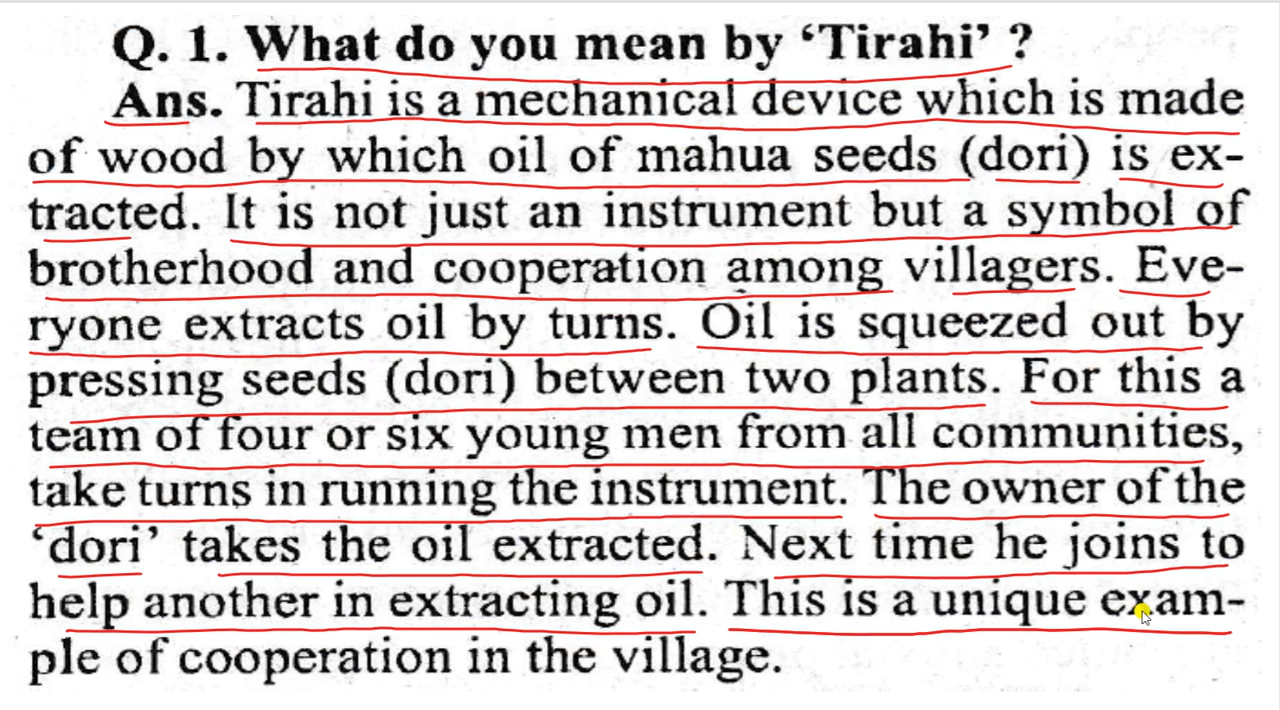 Q. 1. What do you mean by ‘Tirahi’ ?
Ans. Tirahi is a mechanical device which is made
of wood by which oil of mahua seeds (dori) is ex-
tracted. It is not just an instrument but a symbol of
brotherhood and cooperation among villagers. Eve-
ryone extracts oil by turns. Oil is squeezed out by
pressing seeds (dori) between two plants. For this a
team of four or six young men from all communities,
take turns in running the instrument. The owner of the
‘dori’ takes the oil extracted. Next time he joins to
help another in extracting oil. This is a unique exam-
ple of cooperation in the village.